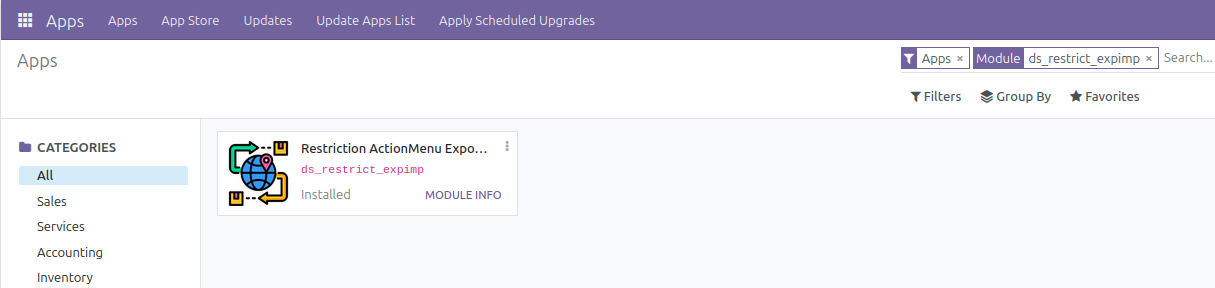 Apps Apps App Store Updates Update Apps List Apply Scheduled Upgrades
Apps
Apps × Module ds_restrict_expimp × Search...
Filters Group By Favorites
CATEGORIES
All
Sales
Services
Accounting
Inventory
Restriction ActionMenu Expo...
ds_restrict_expimp
Installed MODULE INFO